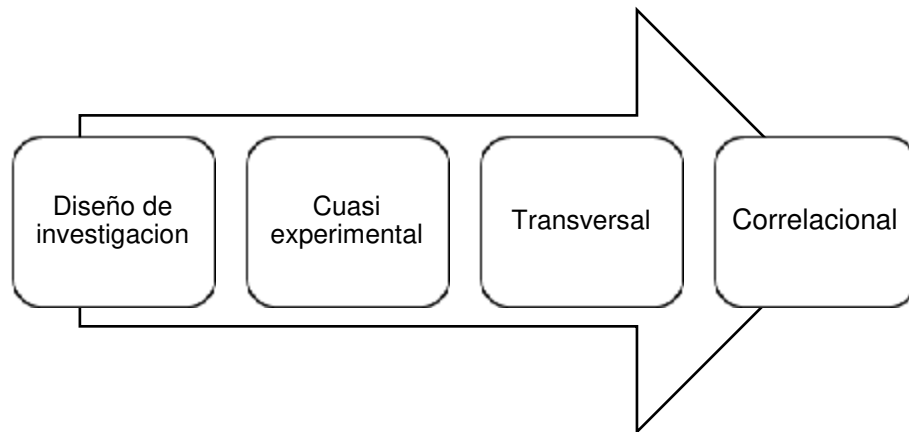 Diseño de
investigacion
Cuasi
experimental
Transversal
Correlacional